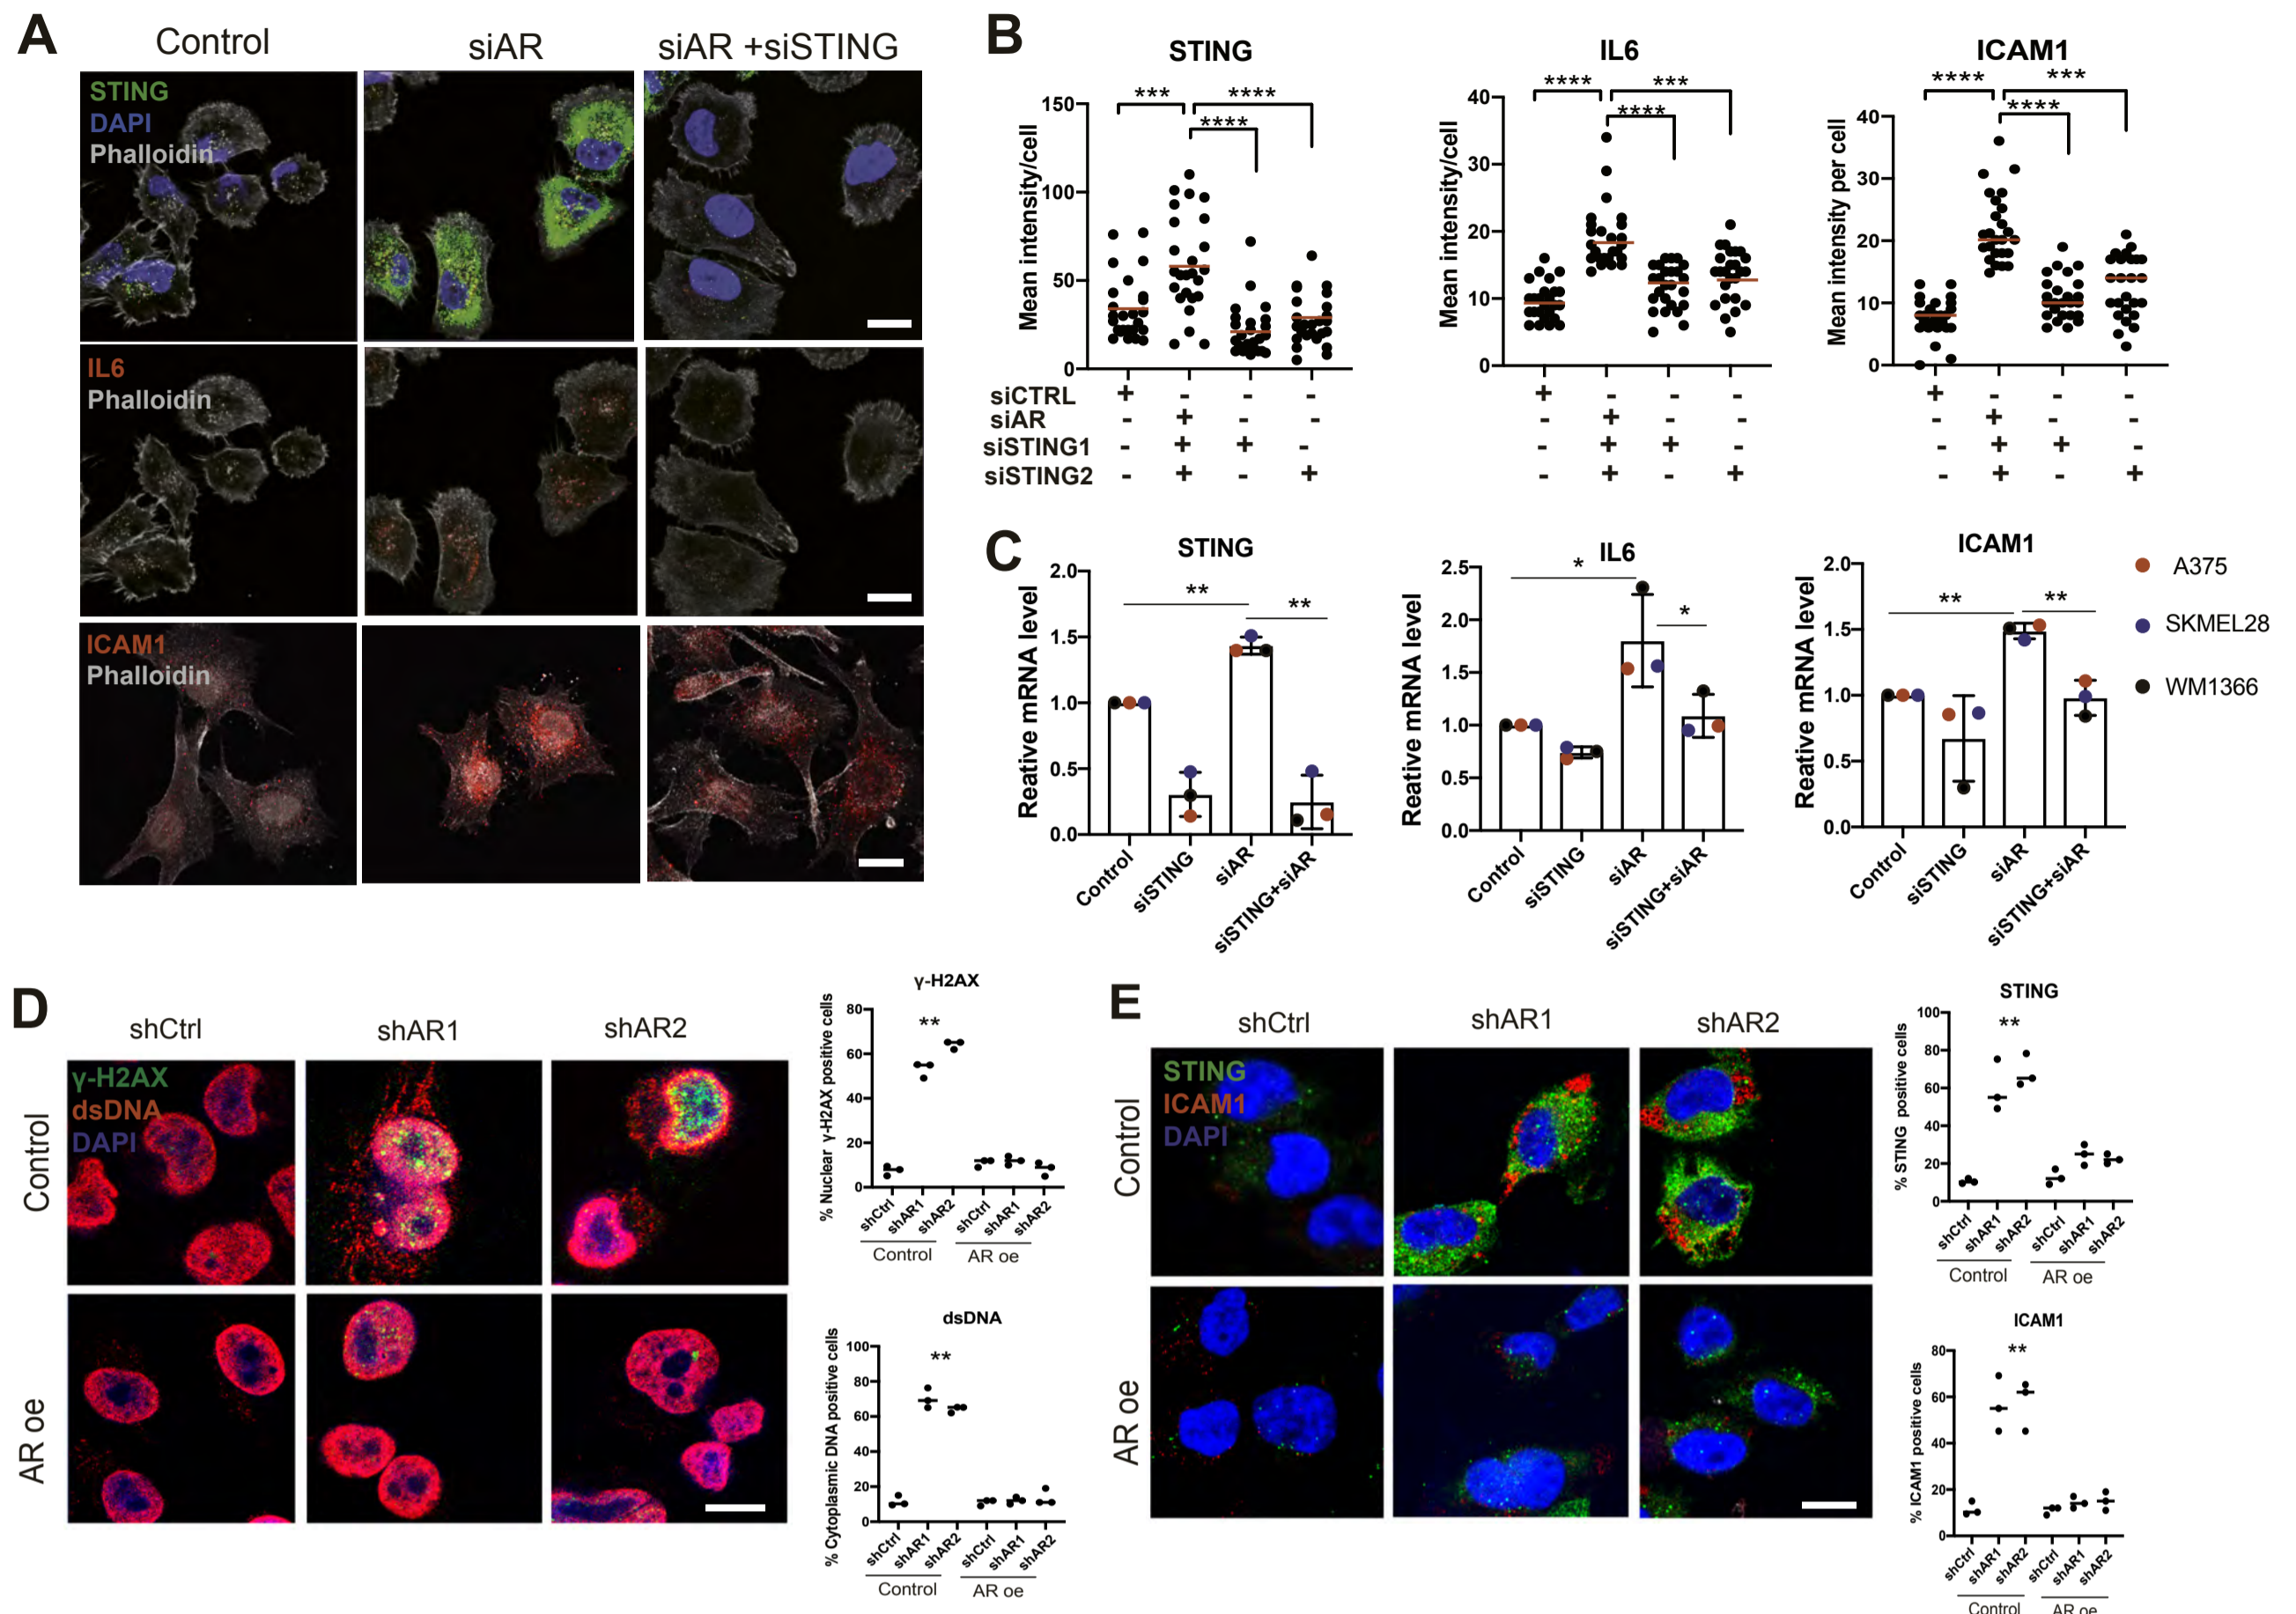 A
Control
siAR
siAR +siSTING
STING
DAPI
Phalloidin
IL6
Phalloidin
ICAM1
Phalloidin
B
STING
Mean intensity/cell
150
100
50
0
*** ****
****
IL6
Mean intensity/cell
40
30
20
10
0
**** ***
****
ICAM1
Mean intensity per cell
40
30
20
10
0
**** ***
****
siCTRL + - - - + - - - + - - -
siAR - + - - + - - + -
siSTING1 - + + - - + + - - + + -
siSTING2 - + - + - + - + - + - +
C
STING
Reative mRNA level
2.0
1.5
1.0
0.5
0.0
** **
Control
siSTING
siAR
siSTING+siAR
IL6
Reative mRNA level
2.5
2.0
1.5
1.0
0.5
0.0
*
*
Control
siSTING
siAR
siSTING+siAR
ICAM1
Reative mRNA level
2.0
1.5
1.0
0.5
0.0
** **
Control
siSTING
siAR
siSTING+siAR
A375
SKMEL28
WM1366
D
shCtrl
shAR1
shAR2
Control
AR oe
γ-H2AX
dsDNA
DAPI
γ-H2AX
% Nuclear γ-H2AX positive cells
80
60
40
20
0
**
shCtrl
shAR1
shAR2
shCtrl
shAR1
shAR2
Control
AR oe
dsDNA
% Cytoplasmic DNA positive cells
100
80
60
40
20
0
**
shCtrl
shAR1
shAR2
shCtrl
shAR1
shAR2
Control
AR oe
E
shCtrl
shAR1
shAR2
Control
AR oe
STING
ICAM1
DAPI
STING
% STING positive cells
100
80
60
40
20
0
**
shCtrl
shAR1
shAR2
shCtrl
shAR1
shAR2
Control
AR oe
ICAM1
% ICAM1 positive cells
80
60
40
20
0
**
shCtrl
shAR1
shAR2
shCtrl
shAR1
shAR2
Control
AR oe